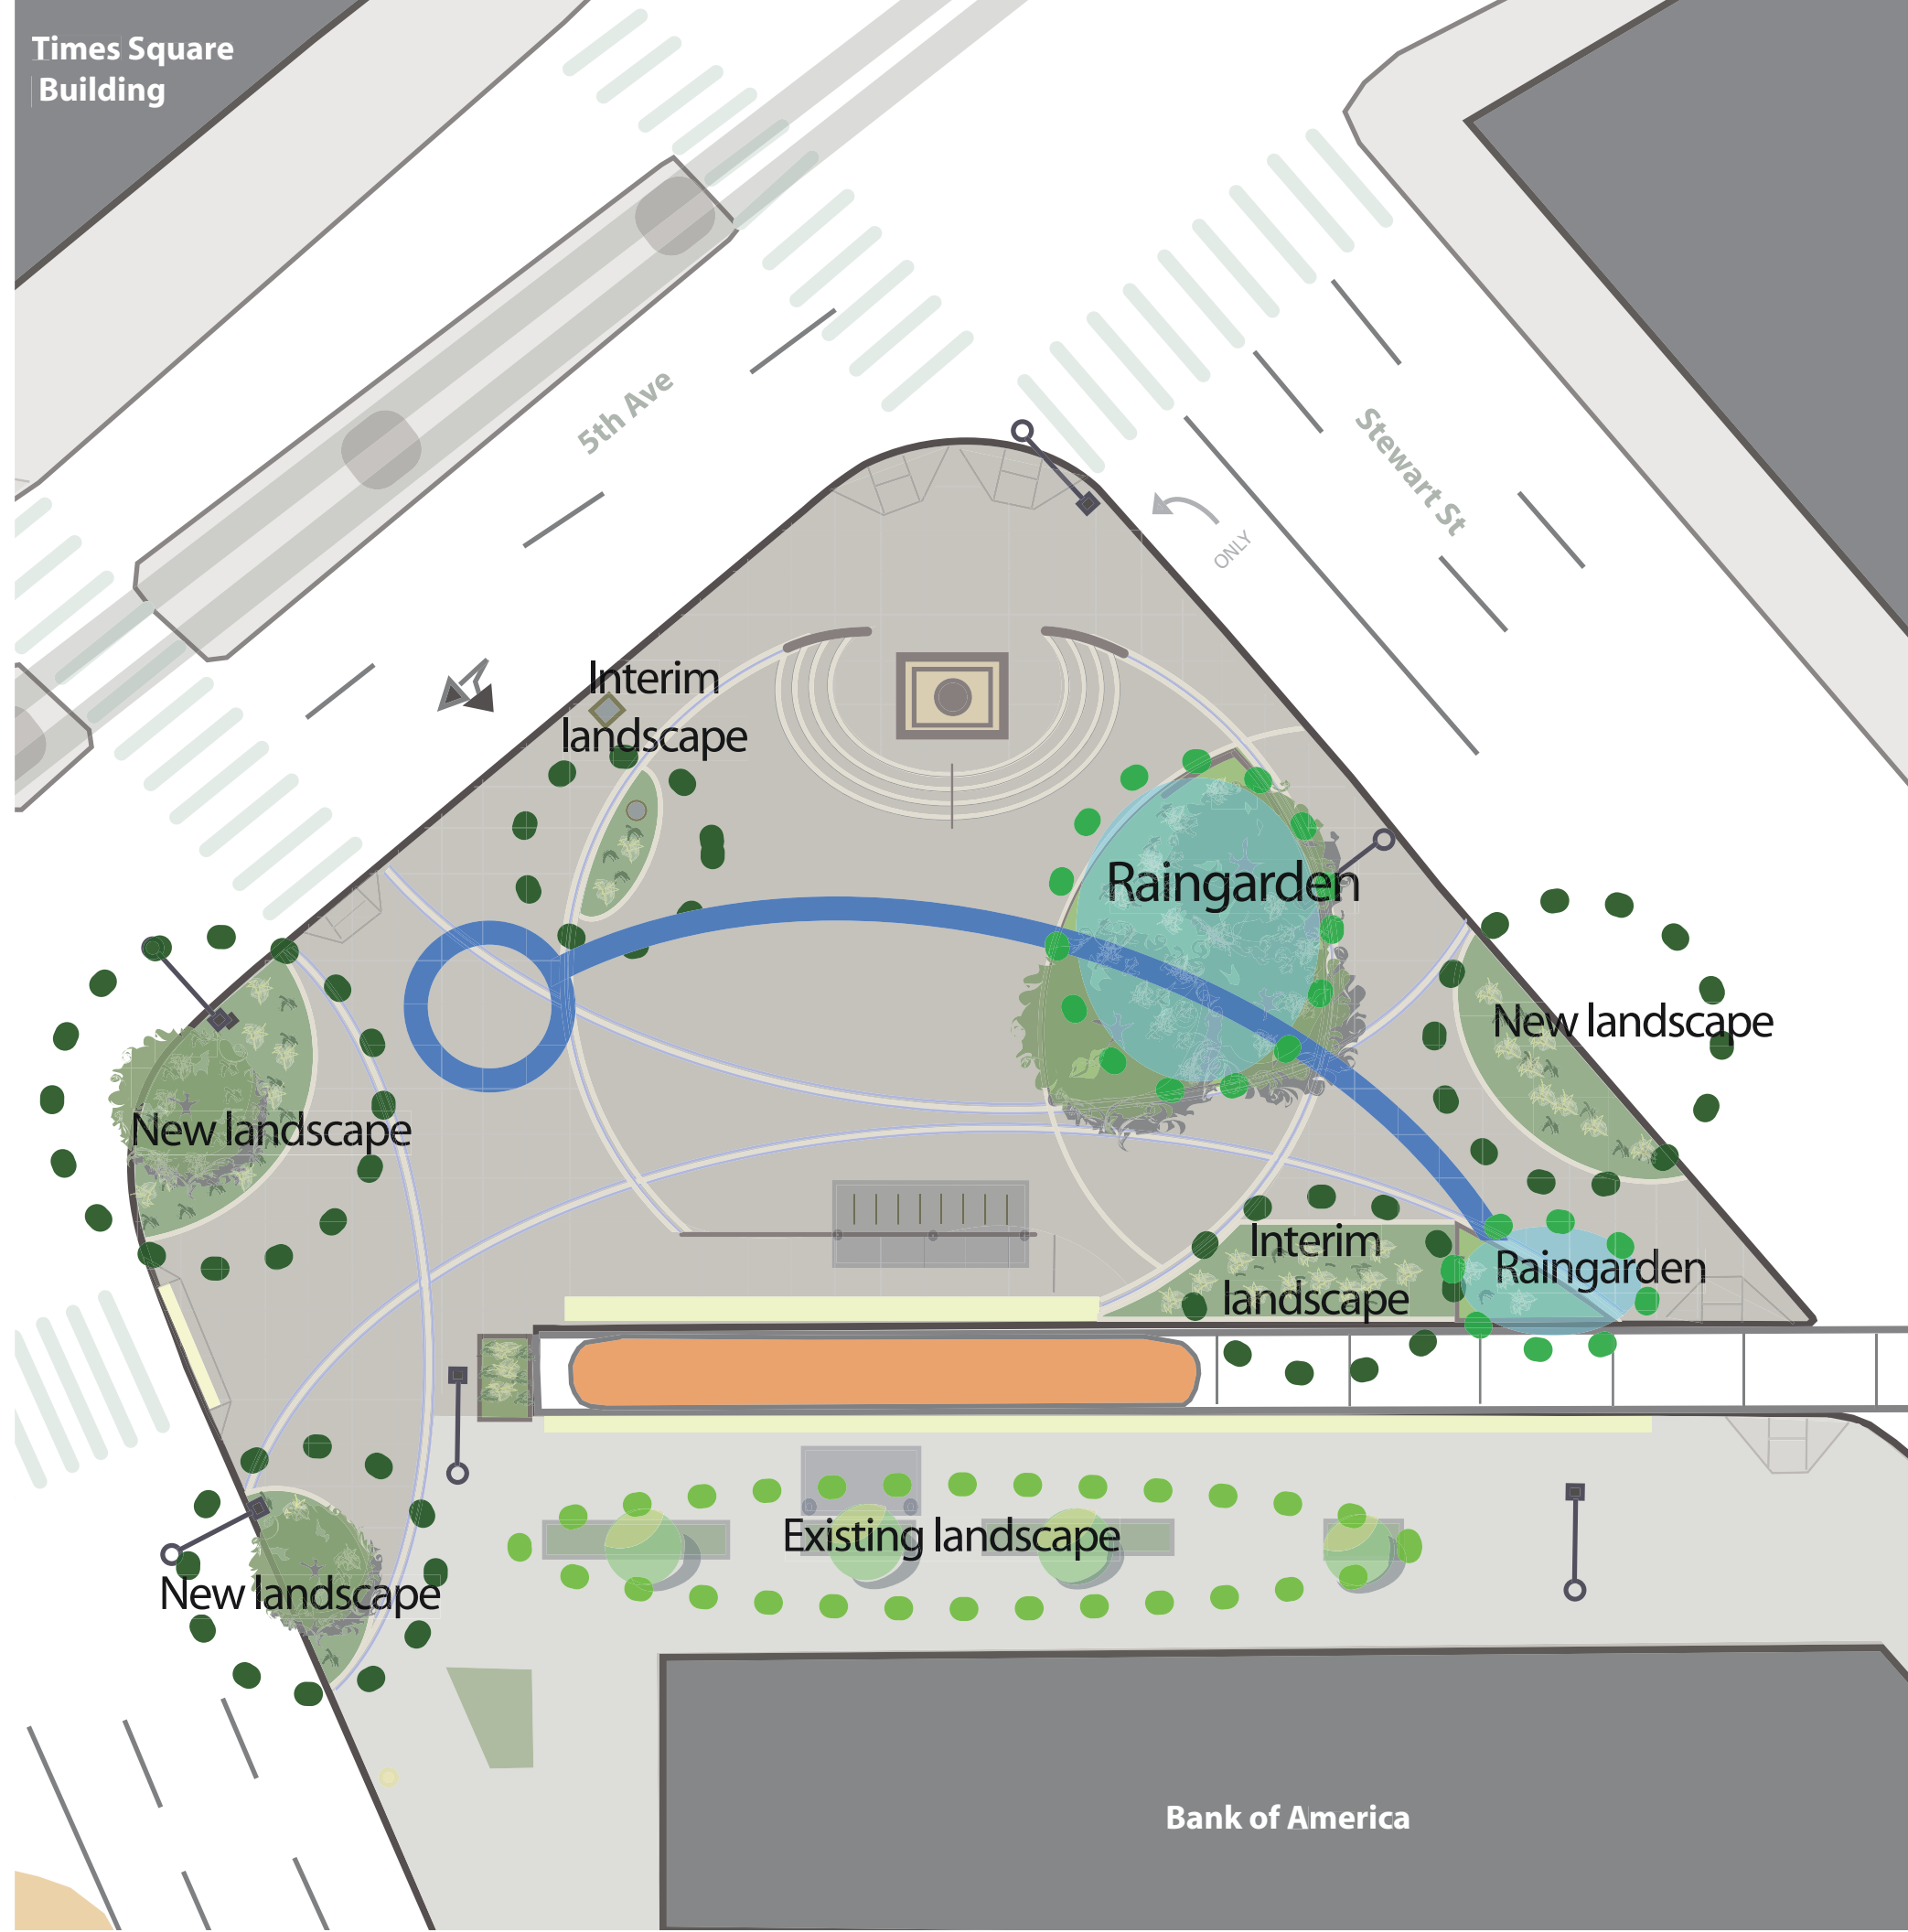 Times Square
Building
5th Ave
Stewart St
ONLY
Interim
landscape
Raingarden
New landscape
New landscape
Interim
landscape
Raingarden
Existing landscape
New landscape
Bank of America